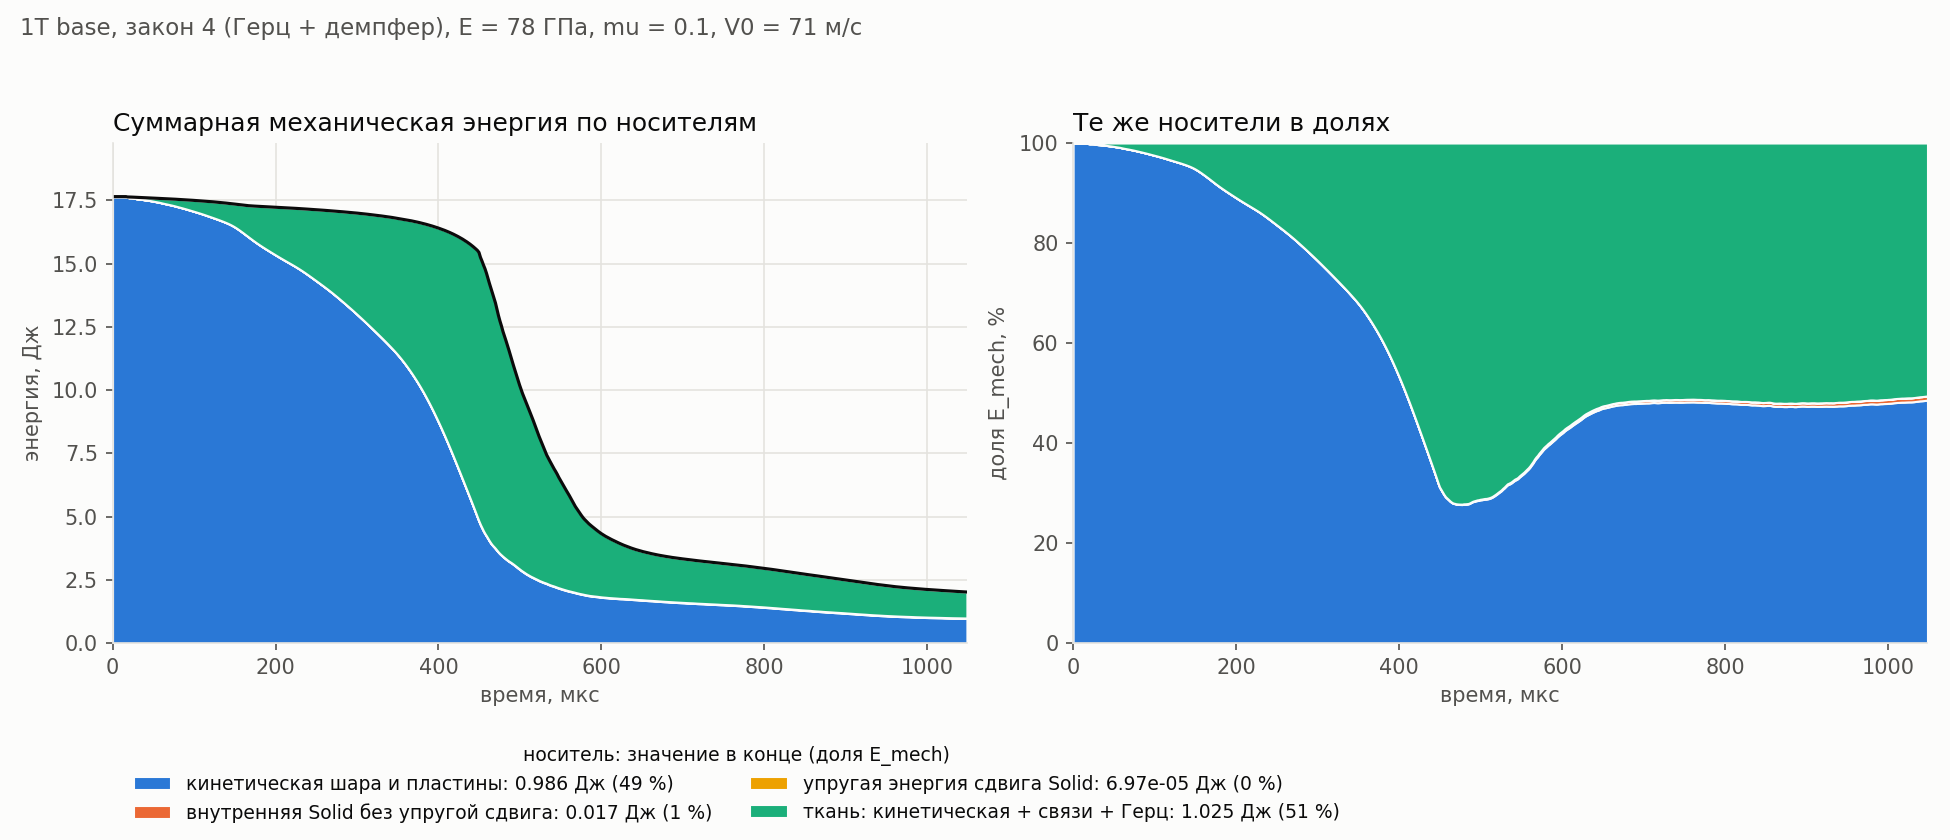 1T base, закон 4 (Герц + демпфер), E = 78 ГПа, mu = 0.1, V0 = 71 м/с
Суммарная механическая энергия по носителям
энергия, Дж
17.5
15.0
12.5
10.0
7.5
5.0
2.5
0.0
0 200 400 600 800 1000
время, мкс
Те же носители в долях
доля E_mech, %
100
80
60
40
20
0
0 200 400 600 800 1000
время, мкс
носитель: значение в конце (доля E_mech)
кинетическая шара и пластины: 0.986 Дж (49 %)
внутренняя Solid без упругой сдвига: 0.017 Дж (1 %)
упругая энергия сдвига Solid: 6.97e-05 Дж (0 %)
ткань: кинетическая + связи + Герц: 1.025 Дж (51 %)